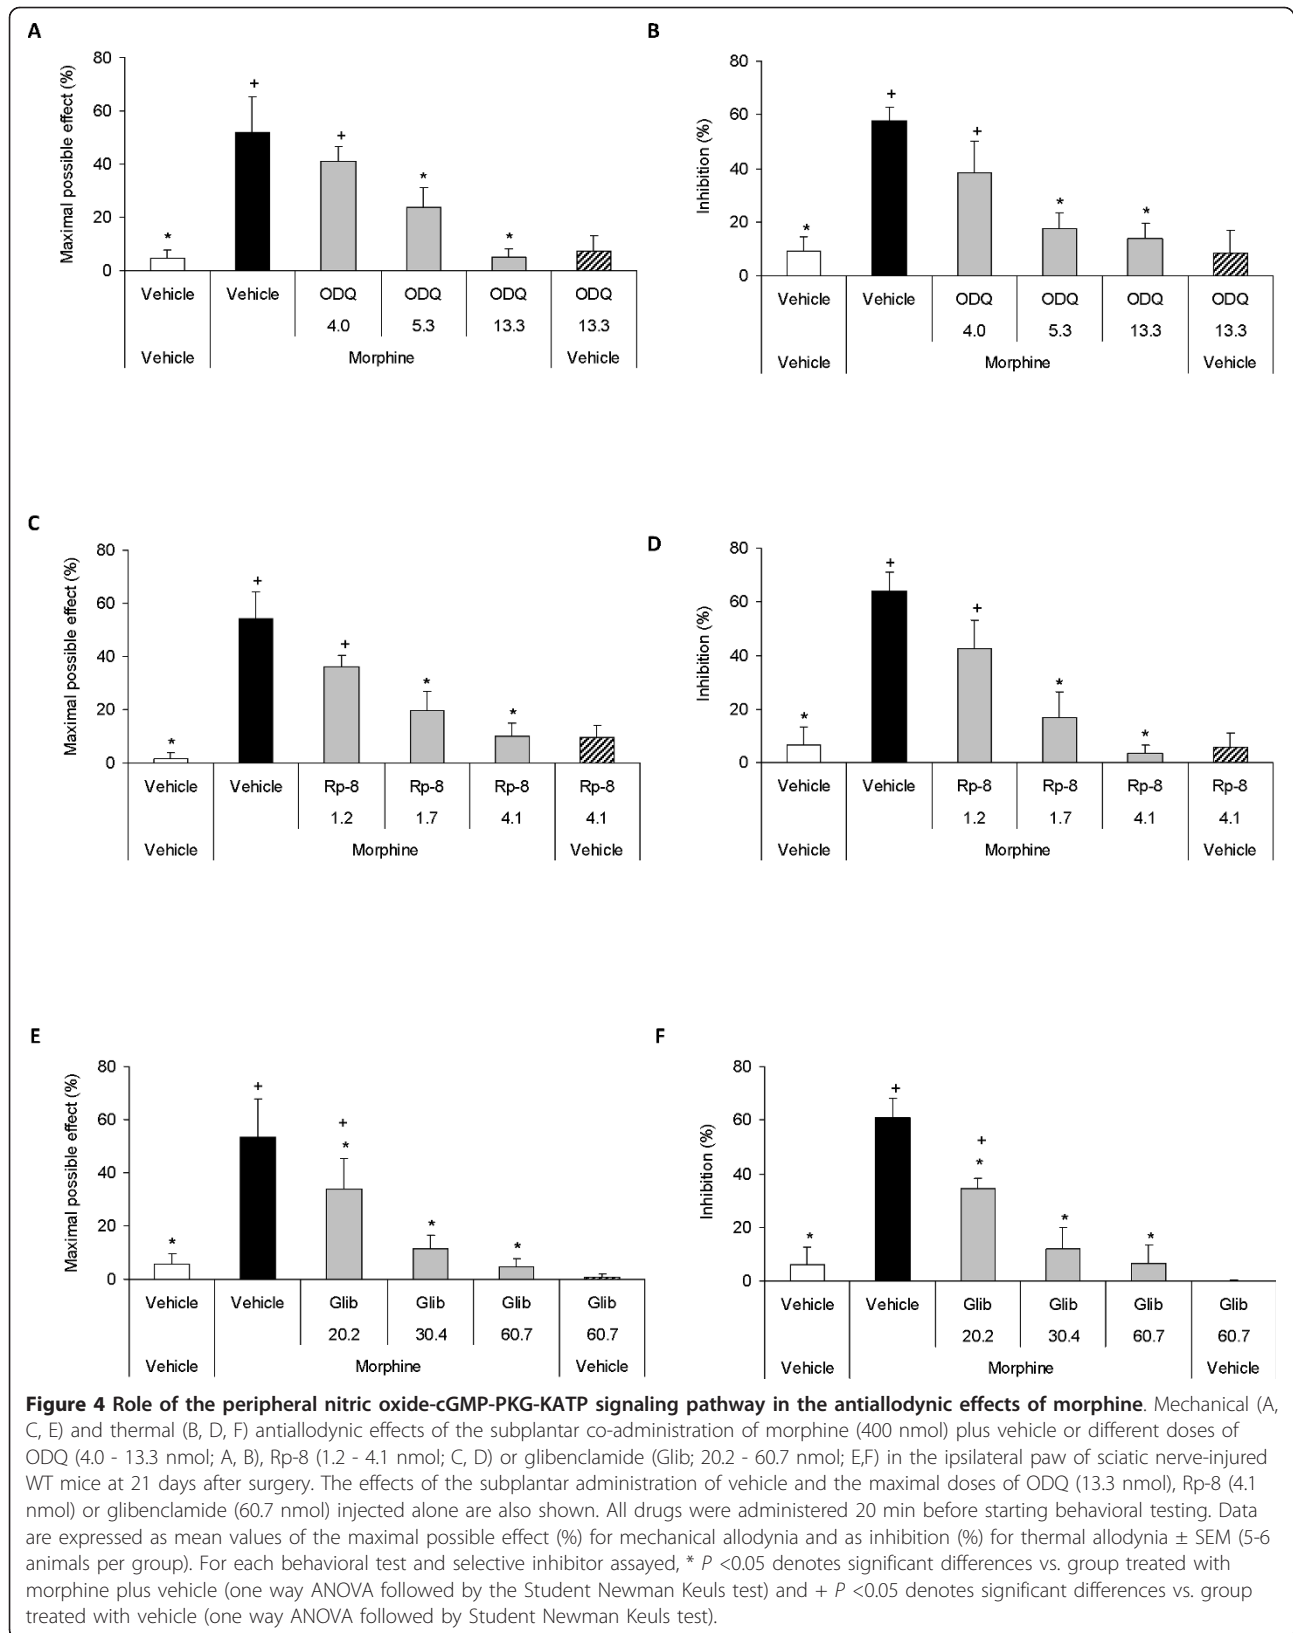 A
80
60
40
20
0
Maximal possible effect (%)
* + + * *
Vehicle Vehicle ODQ ODQ ODQ ODQ
4.0 5.3 13.3 13.3
Vehicle Morphine Vehicle
B
80
60
40
20
0
Inhibition (%)
* + + * *
Vehicle Vehicle ODQ ODQ ODQ ODQ
4.0 5.3 13.3 13.3
Vehicle Morphine Vehicle
C
80
60
40
20
0
Maximal possible effect (%)
* + + * *
Vehicle Vehicle Rp-8 Rp-8 Rp-8 Rp-8
1.2 1.7 4.1 4.1
Vehicle Morphine Vehicle
D
80
60
40
20
0
Inhibition (%)
* + + * *
Vehicle Vehicle Rp-8 Rp-8 Rp-8 Rp-8
1.2 1.7 4.1 4.1
Vehicle Morphine Vehicle
E
80
60
40
20
0
Maximal possible effect (%)
* + + * * *
Vehicle Vehicle Glib Glib Glib Glib
20.2 30.4 60.7 60.7
Vehicle Morphine Vehicle
F
80
60
40
20
0
Inhibition (%)
* + + * * *
Vehicle Vehicle Glib Glib Glib Glib
20.2 30.4 60.7 60.7
Vehicle Morphine Vehicle
Figure 4 Role of the peripheral nitric oxide-cGMP-PKG-KATP signaling pathway in the antiallodynic effects of morphine. Mechanical (A,
C, E) and thermal (B, D, F) antiallodynic effects of the subplantar co-administration of morphine (400 nmol) plus vehicle or different doses of
ODQ (4.0 - 13.3 nmol; A, B), Rp-8 (1.2 - 4.1 nmol; C, D) or glibenclamide (Glib; 20.2 - 60.7 nmol; E,F) in the ipsilateral paw of sciatic nerve-injured
WT mice at 21 days after surgery. The effects of the subplantar administration of vehicle and the maximal doses of ODQ (13.3 nmol), Rp-8 (4.1
nmol) or glibenclamide (60.7 nmol) injected alone are also shown. All drugs were administered 20 min before starting behavioral testing. Data
are expressed as mean values of the maximal possible effect (%) for mechanical allodynia and as inhibition (%) for thermal allodynia ± SEM (5-6
animals per group). For each behavioral test and selective inhibitor assayed, * P <0.05 denotes significant differences vs. group treated with
morphine plus vehicle (one way ANOVA followed by the Student Newman Keuls test) and + P <0.05 denotes significant differences vs. group
treated with vehicle (one way ANOVA followed by Student Newman Keuls test).